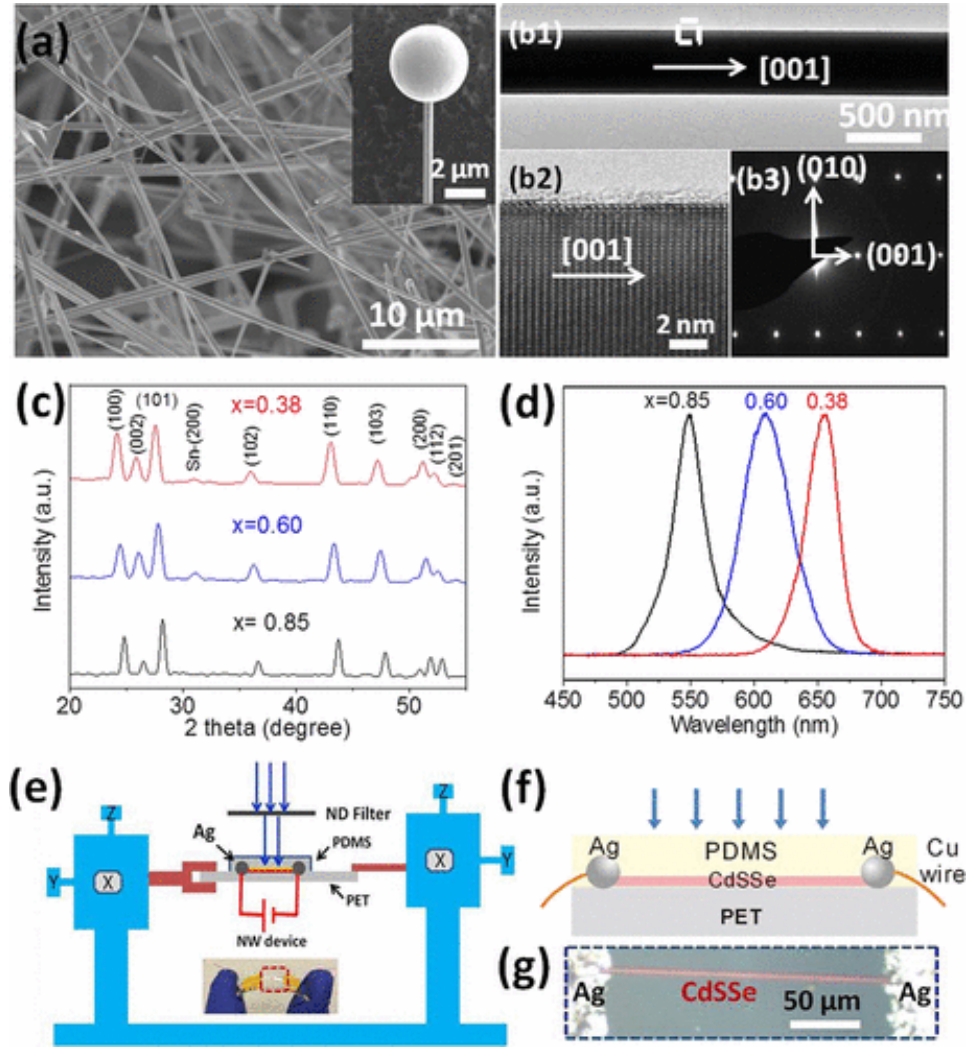 (a)
2 μm
10 μm
(b1)
[001]
500 nm
(b2)
[001]
2 nm
(b3)
(010)
(001)
(c)
(100)
(002)
(101)
Sn-(200)
(102)
(110)
(103)
(200)
(112)
(201)
x=0.38
x=0.60
x= 0.85
Intensity (a.u.)
20 30 40 50
2 theta (degree)
(d)
x=0.85 0.60 0.38
Intensity (a.u.)
450 500 550 600 650 700 750
Wavelength (nm)
(e)
Z
X
Y
ND Filter
Ag
PDMS
PET
NW device
Z
X
Y
(f)
Ag
PDMS
Ag
Cu
wire
CdSSe
PET
(g)
Ag
CdSSe
50 μm
Ag